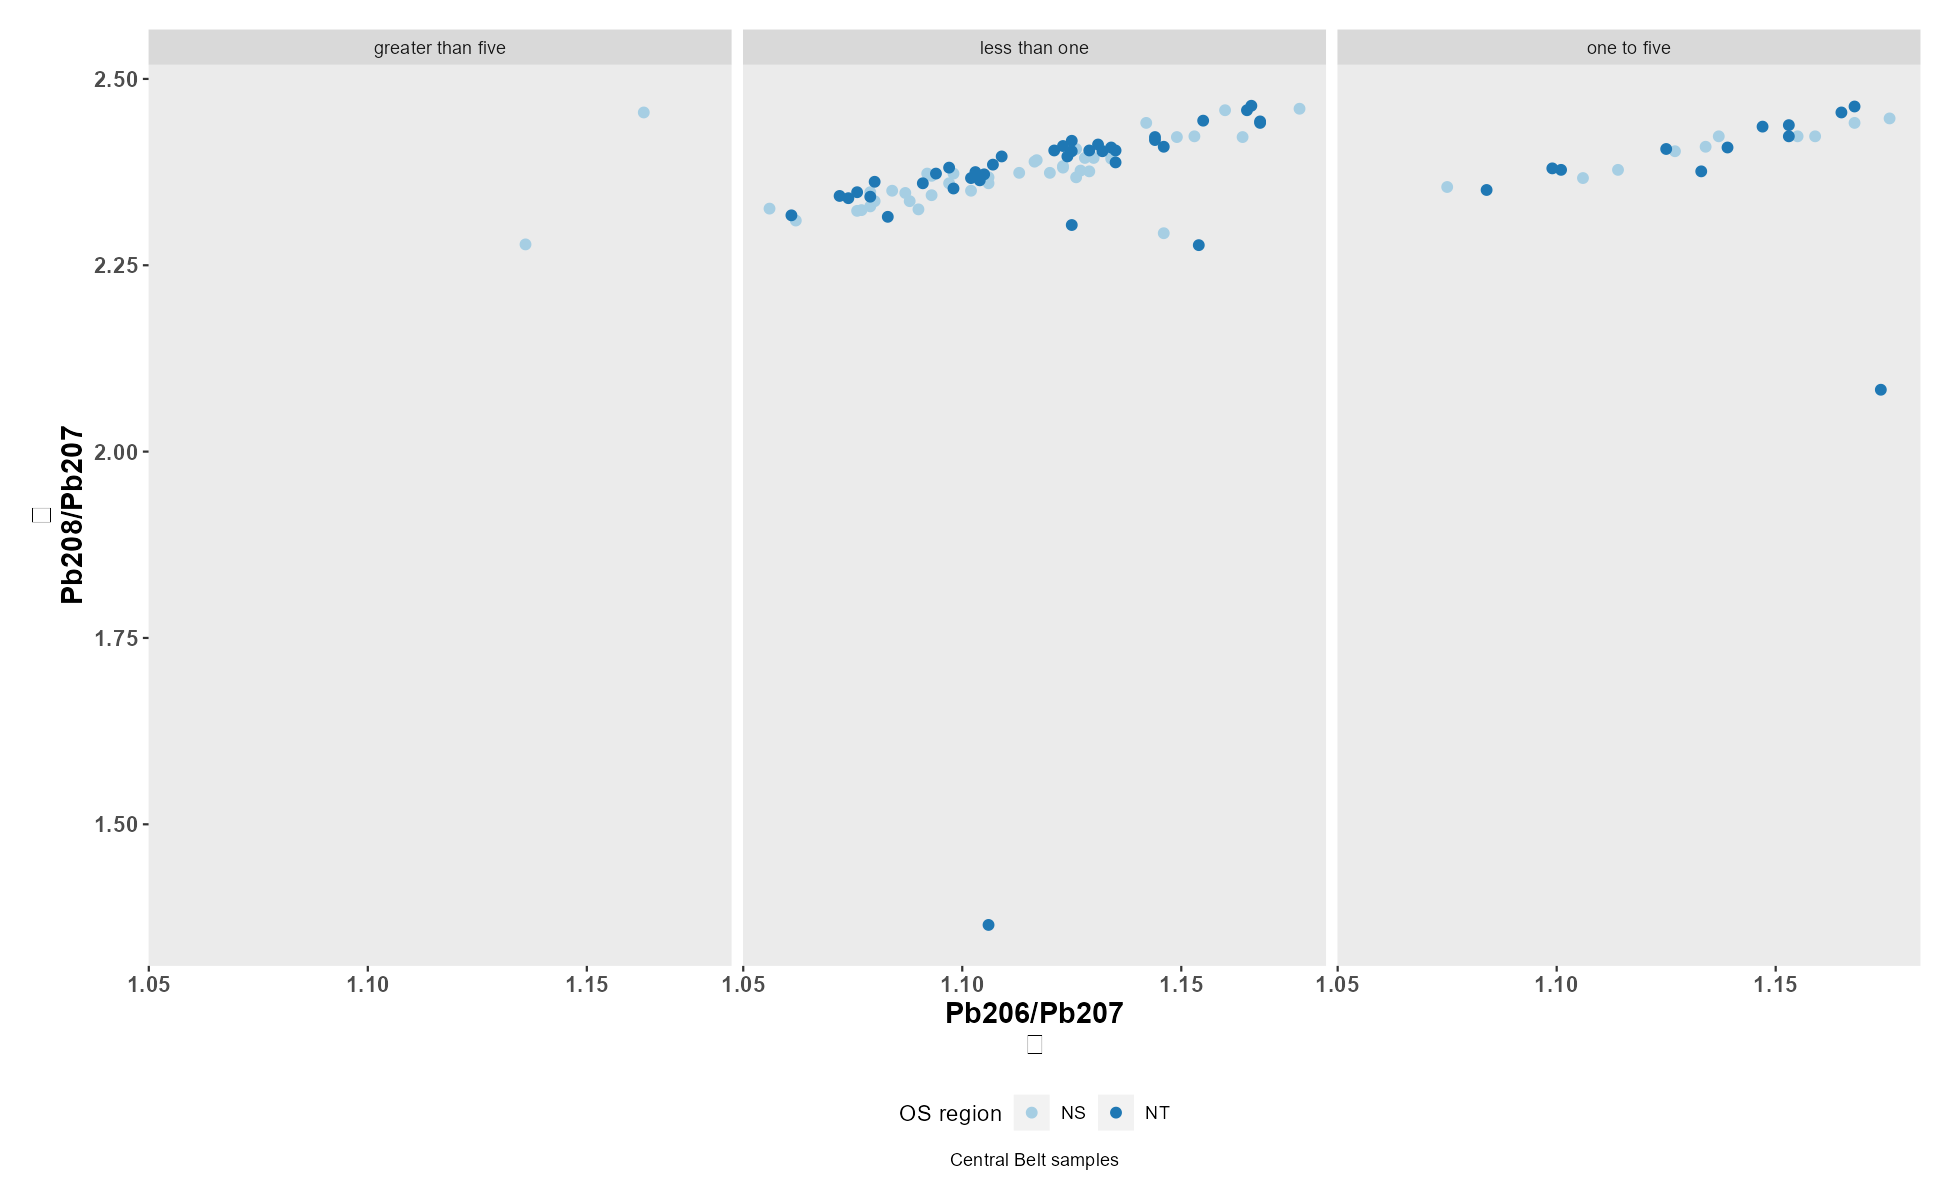 greater than five
less than one
one to five
2.50
2.25
2.00
1.75
1.50
Pb208/Pb207
1.05 1.10 1.15 1.05 1.10 1.15 1.05 1.10 1.15
Pb206/Pb207
OS region NS NT
Central Belt samples